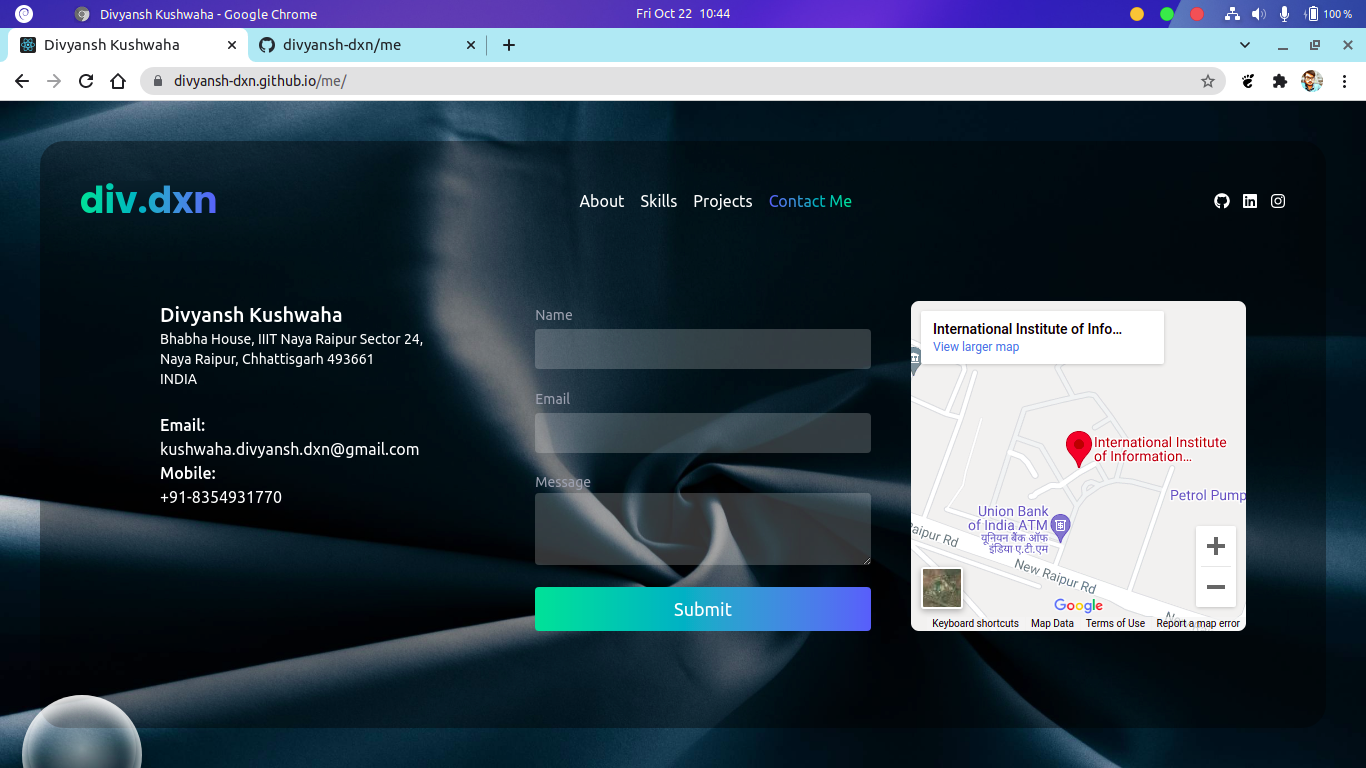 Divyansh Kushwaha - Google Chrome
Fri Oct 22 10:44
100 %
Divyansh Kushwaha
divyansh-dxn/me
divyansh-dxn.github.io/me/
div.dxn
About
Skills
Projects
Contact Me
Divyansh Kushwaha
Bhabha House, IIIT Naya Raipur Sector 24,
Naya Raipur, Chhattisgarh 493661
INDIA
Email:
kushwaha.divyansh.dxn@gmail.com
Mobile:
+91-8354931770
Name
Email
Message
Submit
International Institute of Info...
View larger map
International Institute
of Information...
Petrol Pump
Union Bank
of India ATM
यूनियन बैंक ऑफ
इंडिया ए.टी.एम
Raipur Rd
New Raipur Rd
Google
Keyboard shortcuts
Map Data
Terms of Use
Report a map error